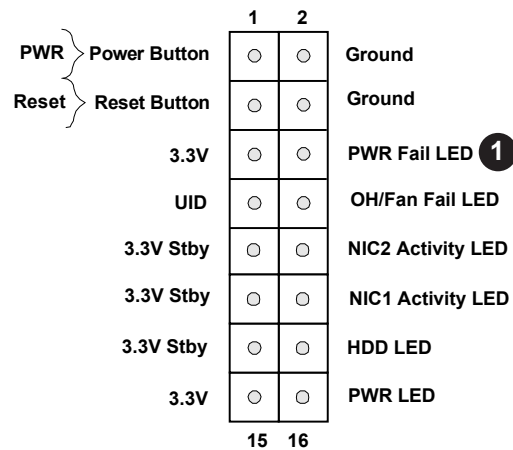 1 2
PWR Power Button Ground
Reset Reset Button Ground
3.3V PWR Fail LED 1
UID OH/Fan Fail LED
3.3V Stby NIC2 Activity LED
3.3V Stby NIC1 Activity LED
3.3V Stby HDD LED
3.3V PWR LED
15 16